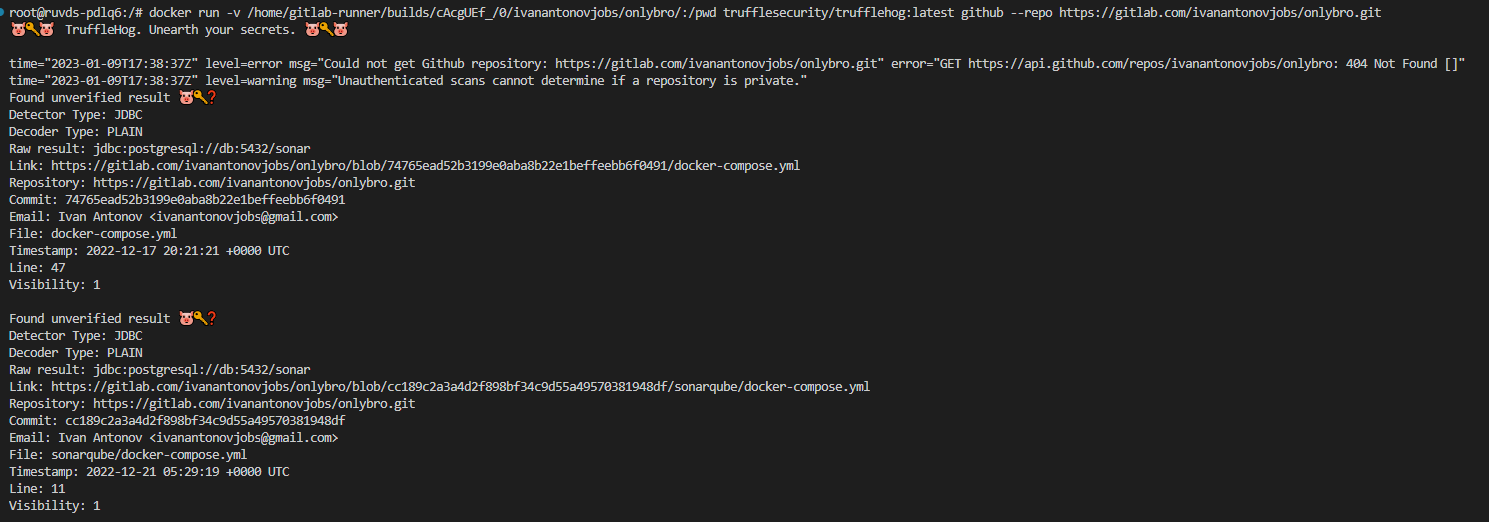 root@ruvds-pdlq6:/# docker run -v /home/gitlab-runner/builds/cAcgUEf_/0/ivanantonovjobs/onlybro/:/pwd trufflesecurity/trufflehog:latest github --repo https://gitlab.com/ivanantonovjobs/onlybro.git
🐷🔑🐷 TruffleHog. Unearth your secrets. 🐷🔑🐷
time="2023-01-09T17:38:37Z" level=error msg="Could not get Github repository: https://gitlab.com/ivanantonovjobs/onlybro.git" error="GET https://api.github.com/repos/ivanantonovjobs/onlybro: 404 Not Found []"
time="2023-01-09T17:38:37Z" level=warning msg="Unauthenticated scans cannot determine if a repository is private."
Found unverified result 🐷🔑❓
Detector Type: JDBC
Decoder Type: PLAIN
Raw result: jdbc:postgresql://db:5432/sonar
Link: https://gitlab.com/ivanantonovjobs/onlybro/blob/74765ead52b3199e0aba8b22e1beffeebb6f0491/docker-compose.yml
Repository: https://gitlab.com/ivanantonovjobs/onlybro.git
Commit: 74765ead52b3199e0aba8b22e1beffeebb6f0491
Email: Ivan Antonov <ivanantonovjobs@gmail.com>
File: docker-compose.yml
Timestamp: 2022-12-17 20:21:21 +0000 UTC
Line: 47
Visibility: 1
Found unverified result 🐷🔑❓
Detector Type: JDBC
Decoder Type: PLAIN
Raw result: jdbc:postgresql://db:5432/sonar
Link: https://gitlab.com/ivanantonovjobs/onlybro/blob/cc189c2a3a4d2f898bf34c9d55a49570381948df/sonarqube/docker-compose.yml
Repository: https://gitlab.com/ivanantonovjobs/onlybro.git
Commit: cc189c2a3a4d2f898bf34c9d55a49570381948df
Email: Ivan Antonov <ivanantonovjobs@gmail.com>
File: sonarqube/docker-compose.yml
Timestamp: 2022-12-21 05:29:19 +0000 UTC
Line: 11
Visibility: 1